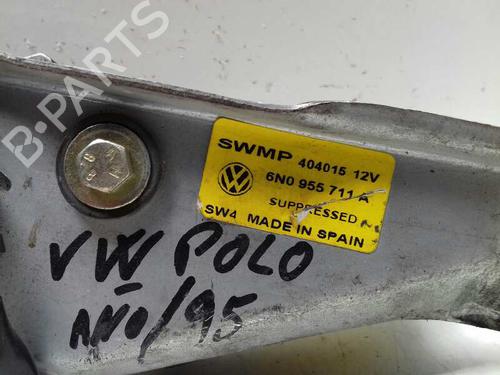 B-PARTS
SWMP 404015 12V
6N0 955 711 A
SUPPRESSED
SW4 MADE IN SPAIN
VW POLO
AÑO/95